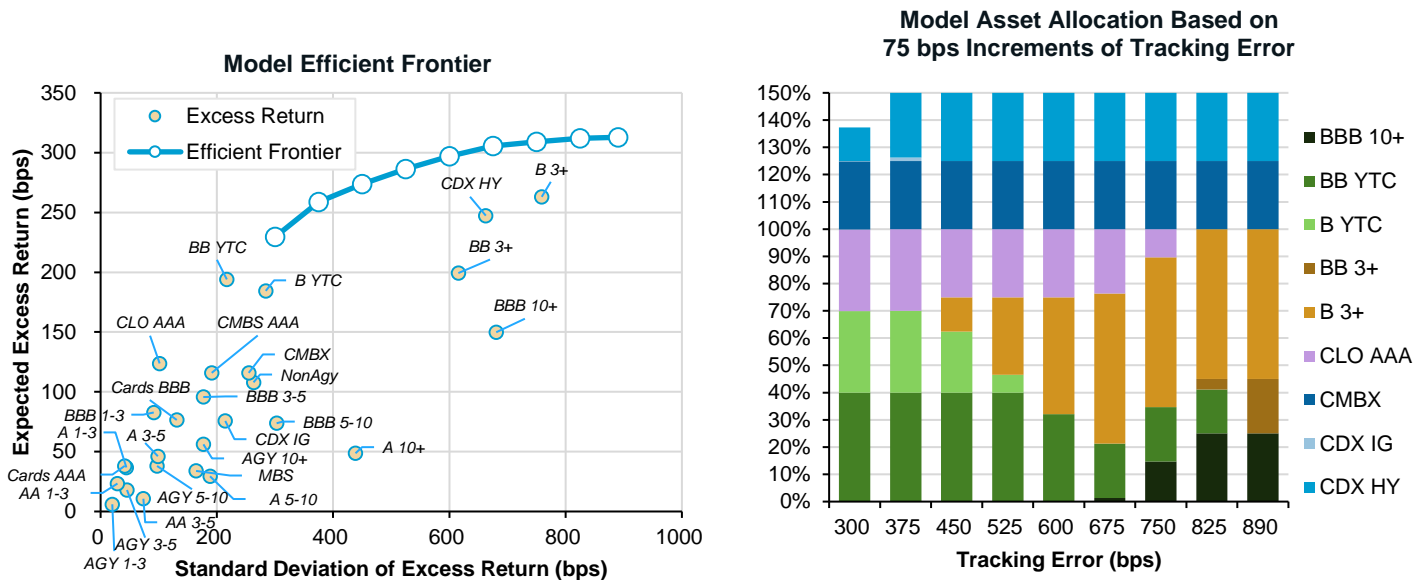 Model Efficient Frontier
Expected Excess Return (bps)
350
300
250
200
150
100
50
0
Excess Return
Efficient Frontier
B 3+
CDX HY
BB YTC
BB 3+
B YTC
BBB 10+
CLO AAA
CMBS AAA
CMBX
Cards BBB
NonAgy
BBB 3-5
BBB 1-3
A 1-3
A 3-5
CDX IG
BBB 5-10
AGY 10+
A 10+
Cards AAA
MBS
AA 1-3
AGY 5-10
A 5-10
AA 3-5
AGY 3-5
AGY 1-3
0
200
400
600
800
1000
Standard Deviation of Excess Return (bps)
Model Asset Allocation Based on
75 bps Increments of Tracking Error
150%
140%
130%
120%
110%
100%
90%
80%
70%
60%
50%
40%
30%
20%
10%
0%
300
375
450
525
600
675
750
825
890
Tracking Error (bps)
BBB 10+
BB YTC
B YTC
BB 3+
B 3+
CLO AAA
CMBX
CDX IG
CDX HY